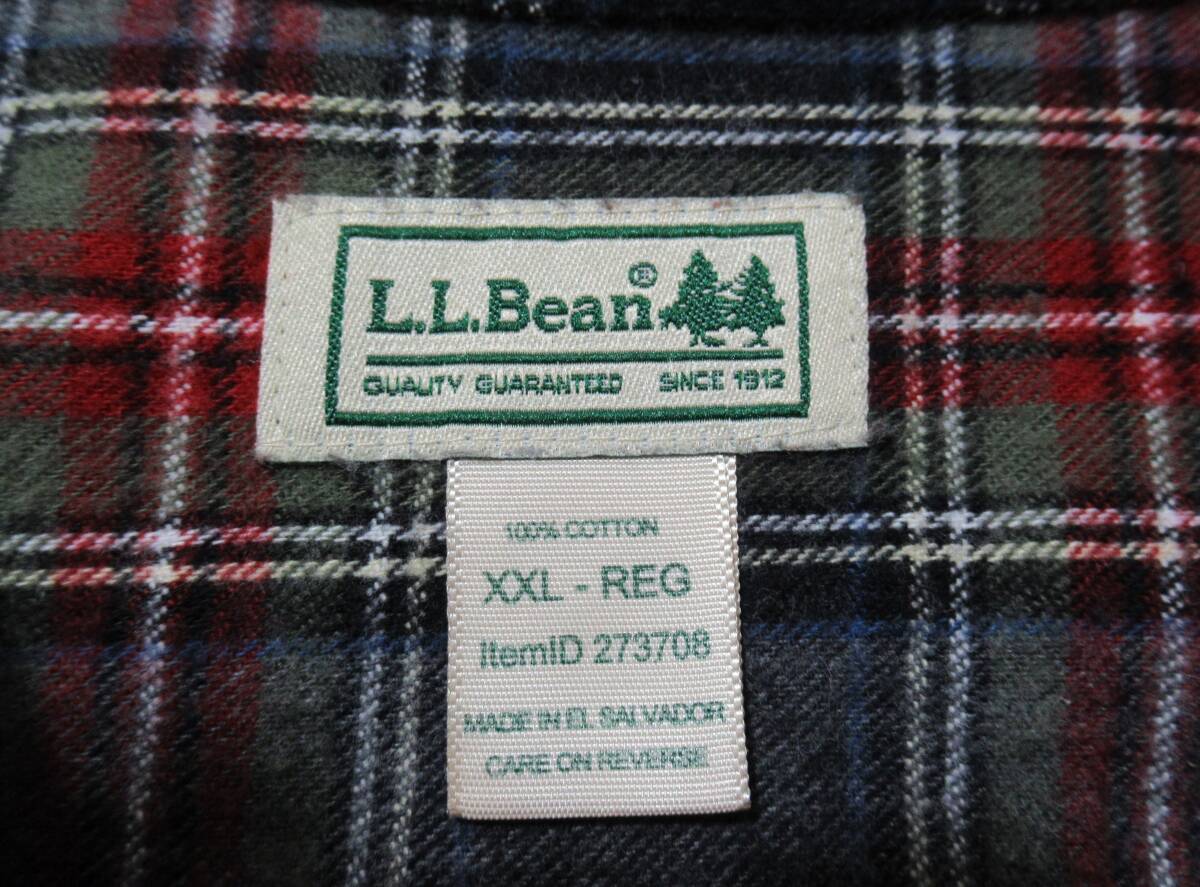 L.L.Bean®
QUALITY GUARANTEED SINCE 1912
100% COTTON
XXL - REG
ItemID 273708
MADE IN EL SALVADOR
CARE ON REVERSE